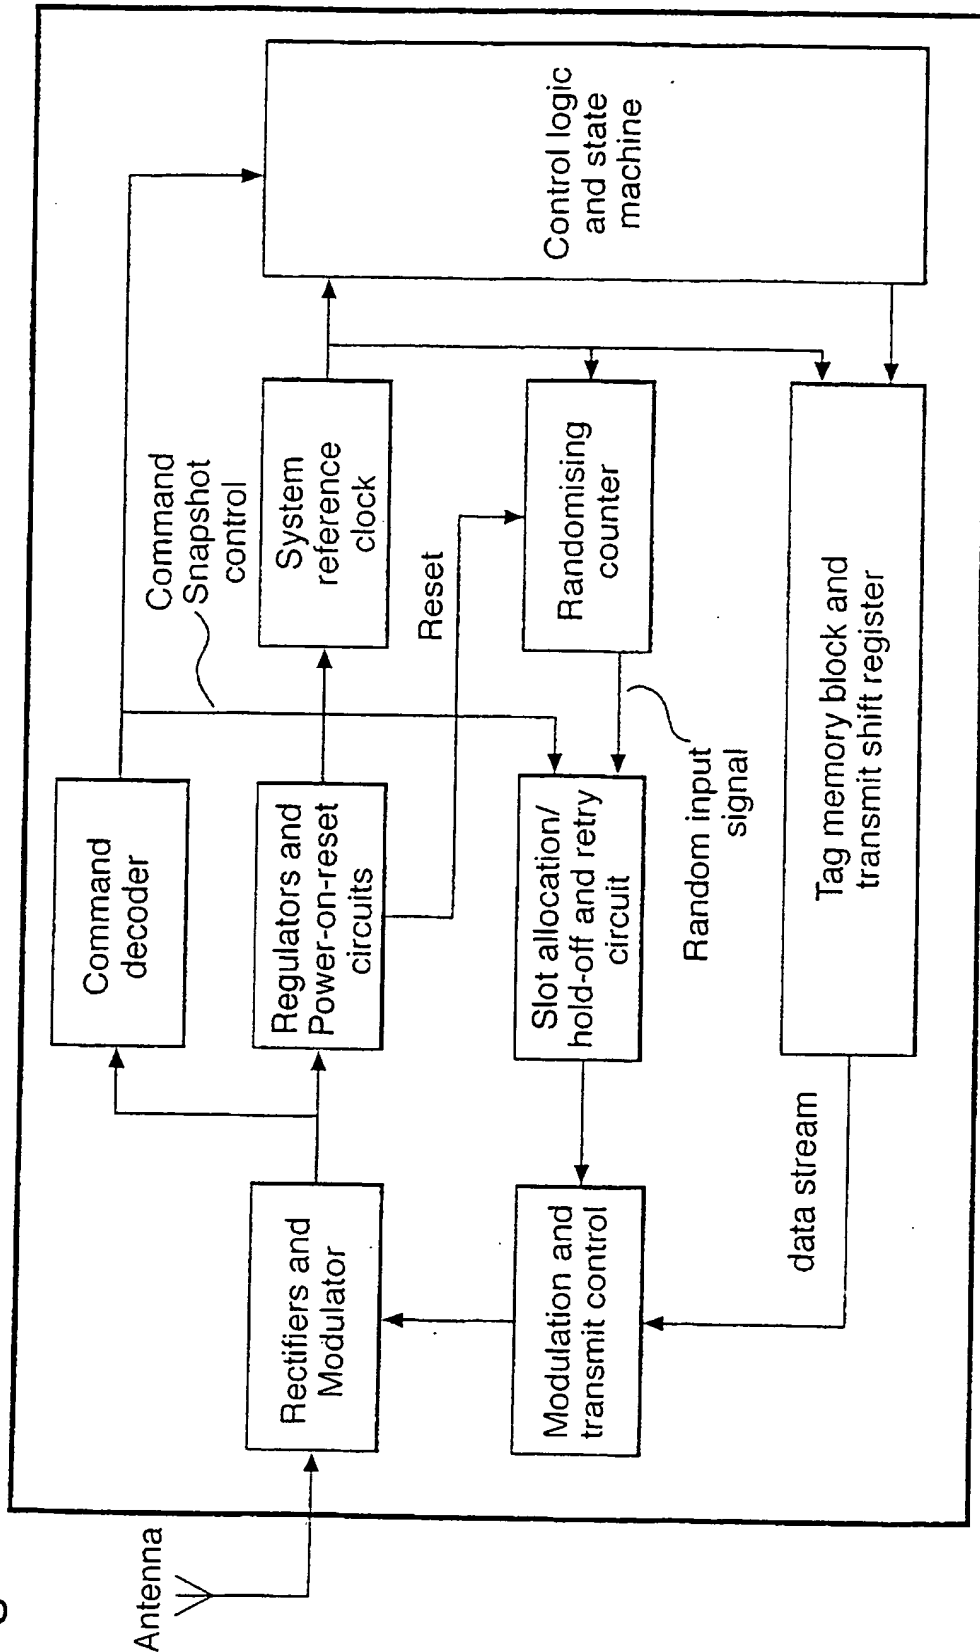 Antenna
Rectifiers and
Modulator
Modulation and
transmit control
data stream
Command
decoder
Regulators and
Power-on-reset
circuits
Slot allocation/
hold-off and retry
circuit
Random input
signal
Tag memory block and
transmit shift register
Command
Snapshot
control
System
reference
clock
Reset
Randomising
counter
Control logic
and state
machine